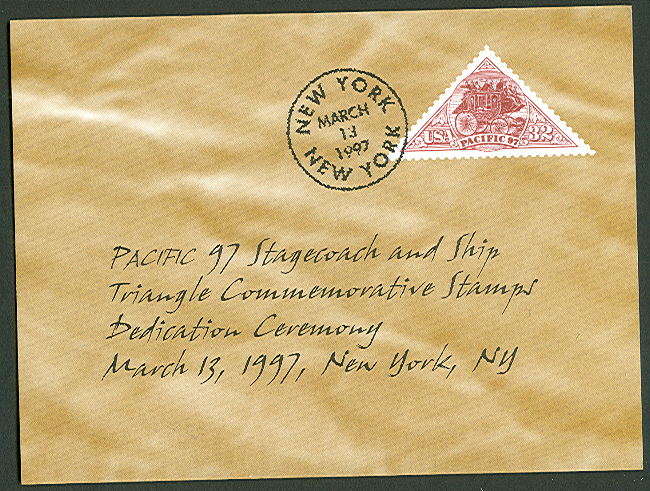 NEW YORK
MARCH
13
1997
NEW YORK
USA
PACIFIC 97
32
PACIFIC 97 Stagecoach and Ship
Triangle Commemorative Stamps
Dedication Ceremony
March 13, 1997, New York, NY